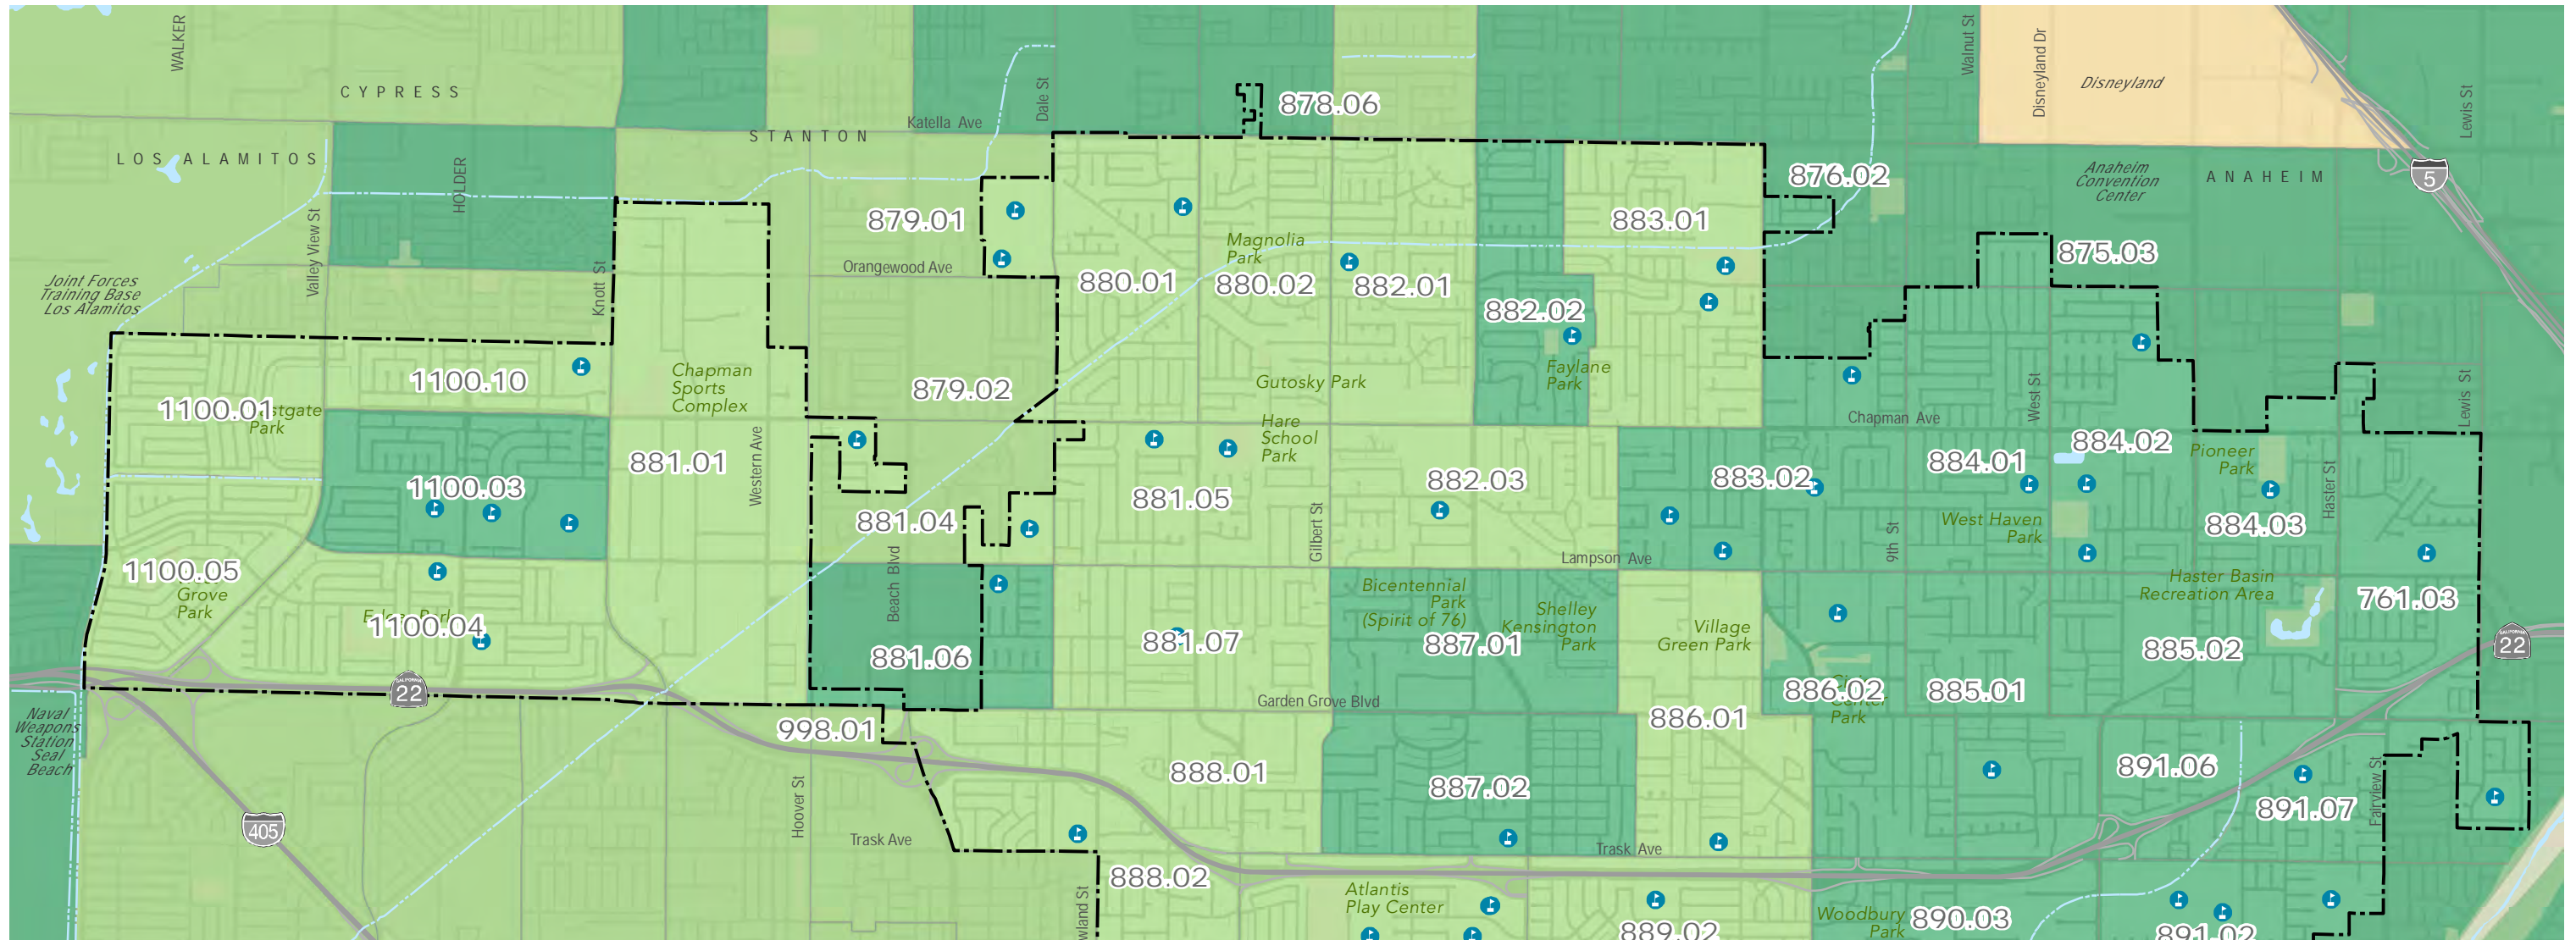 WALKER
CYPRESS
LOS ALAMITOS
HOLDER
Valley View St
Knott St
Joint Forces
Training Base
Los Alamitos
STANTON
Katella Ave
Dale St
878.06
Walnut St
Disneyland Dr
Disneyland
Lewis St
5
876.02
Anaheim
Convention
Center
ANAHEIM
879.01
Orangewood Ave
880.01
Magnolia
Park
880.02
882.01
883.01
875.03
882.02
Faylane
Park
1100.01
Park
1100.10
Chapman
Sports
Complex
879.02
Gutosky Park
Hare
School
Park
Chapman Ave
West St
Lewis St
1100.03
881.01
Western Ave
881.04
Beach Blvd
881.05
Gilbert St
882.03
883.02
884.01
884.02
Pioneer
Park
Haster St
West Haven
Park
884.03
9th St
Lampson Ave
1100.05
Grove
Park
1100.04
881.06
881.07
Bicentennial
Park
(Spirit of 76)
887.01
Shelley
Kensington
Park
Village
Green Park
Haster Basin
Recreation Area
761.03
885.02
22
22
886.02
Park
885.01
Garden Grove Blvd
886.01
Naval
Weapons
Station
Seal
Beach
998.01
405
Hoover St
Trask Ave
888.01
887.02
Trask Ave
891.06
891.07
Fairview St
888.02
Atlantis
Play Center
889.02
Woodbury
Park
890.03
891.02